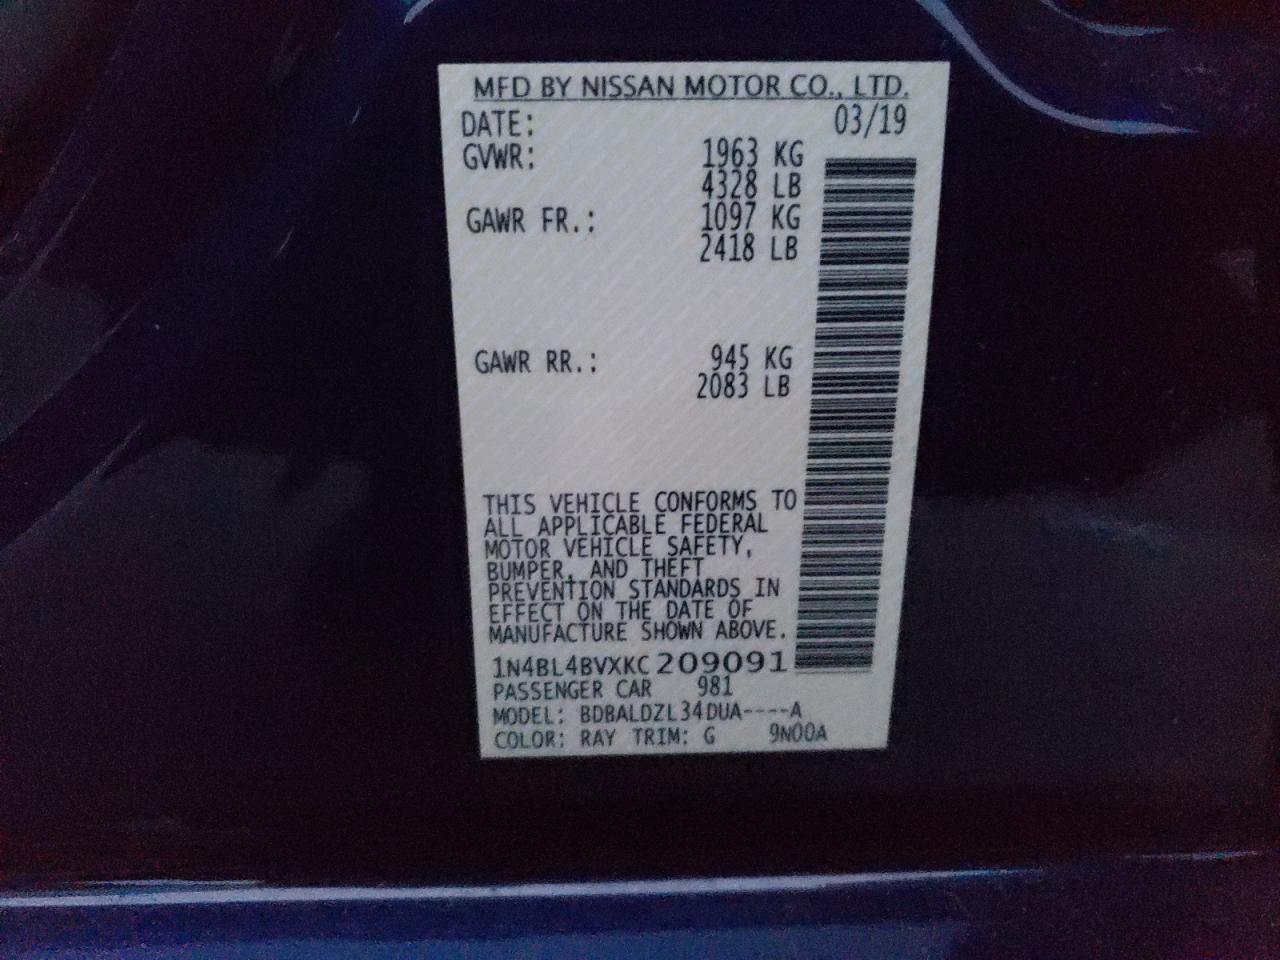 MFD BY NISSAN MOTOR CO., LTD.
DATE: 03/19
GVWR: 1963 KG
4328 LB
GAWR FR.: 1097 KG
2418 LB
GAWR RR.: 945 KG
2083 LB
THIS VEHICLE CONFORMS TO
ALL APPLICABLE FEDERAL
MOTOR VEHICLE SAFETY,
BUMPER, AND THEFT
PREVENTION STANDARDS IN
EFFECT ON THE DATE OF
MANUFACTURE SHOWN ABOVE.
1N4BL4BVXKC209091
PASSENGER CAR 981
MODEL: BDBALDZL34DUA----A
COLOR: RAY TRIM: G 9N00A